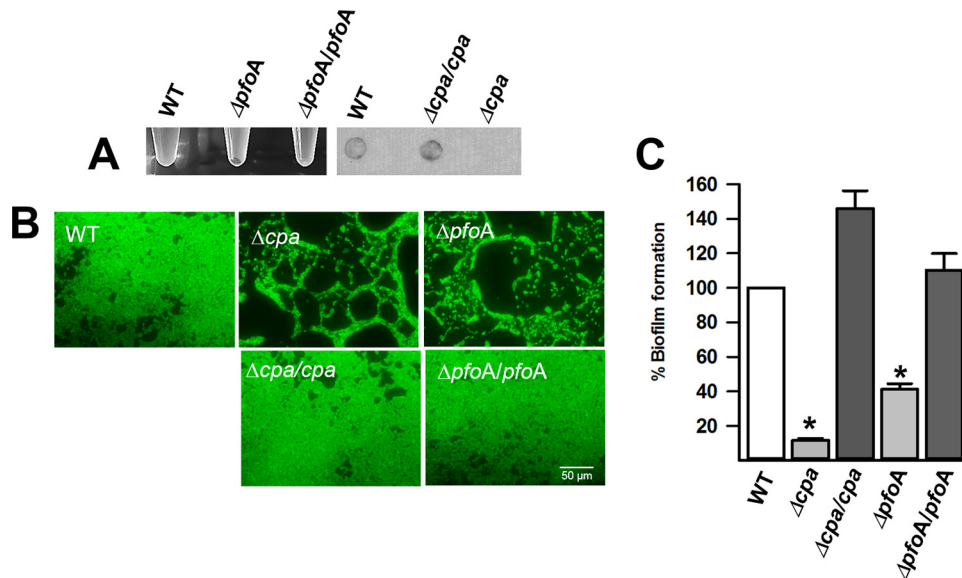 A
WT
ΔpfoA
ΔpfoA/pfoA
WT
Δcpa/cpa
Δcpa
B
WT
Δcpa
ΔpfoA
Δcpa/cpa
ΔpfoA/pfoA
50 µm
C
% Biofilm formation
160
140
120
100
80
60
40
20
*
*
WT
Δcpa
Δcpa/cpa
ΔpfoA
ΔpfoA/pfoA